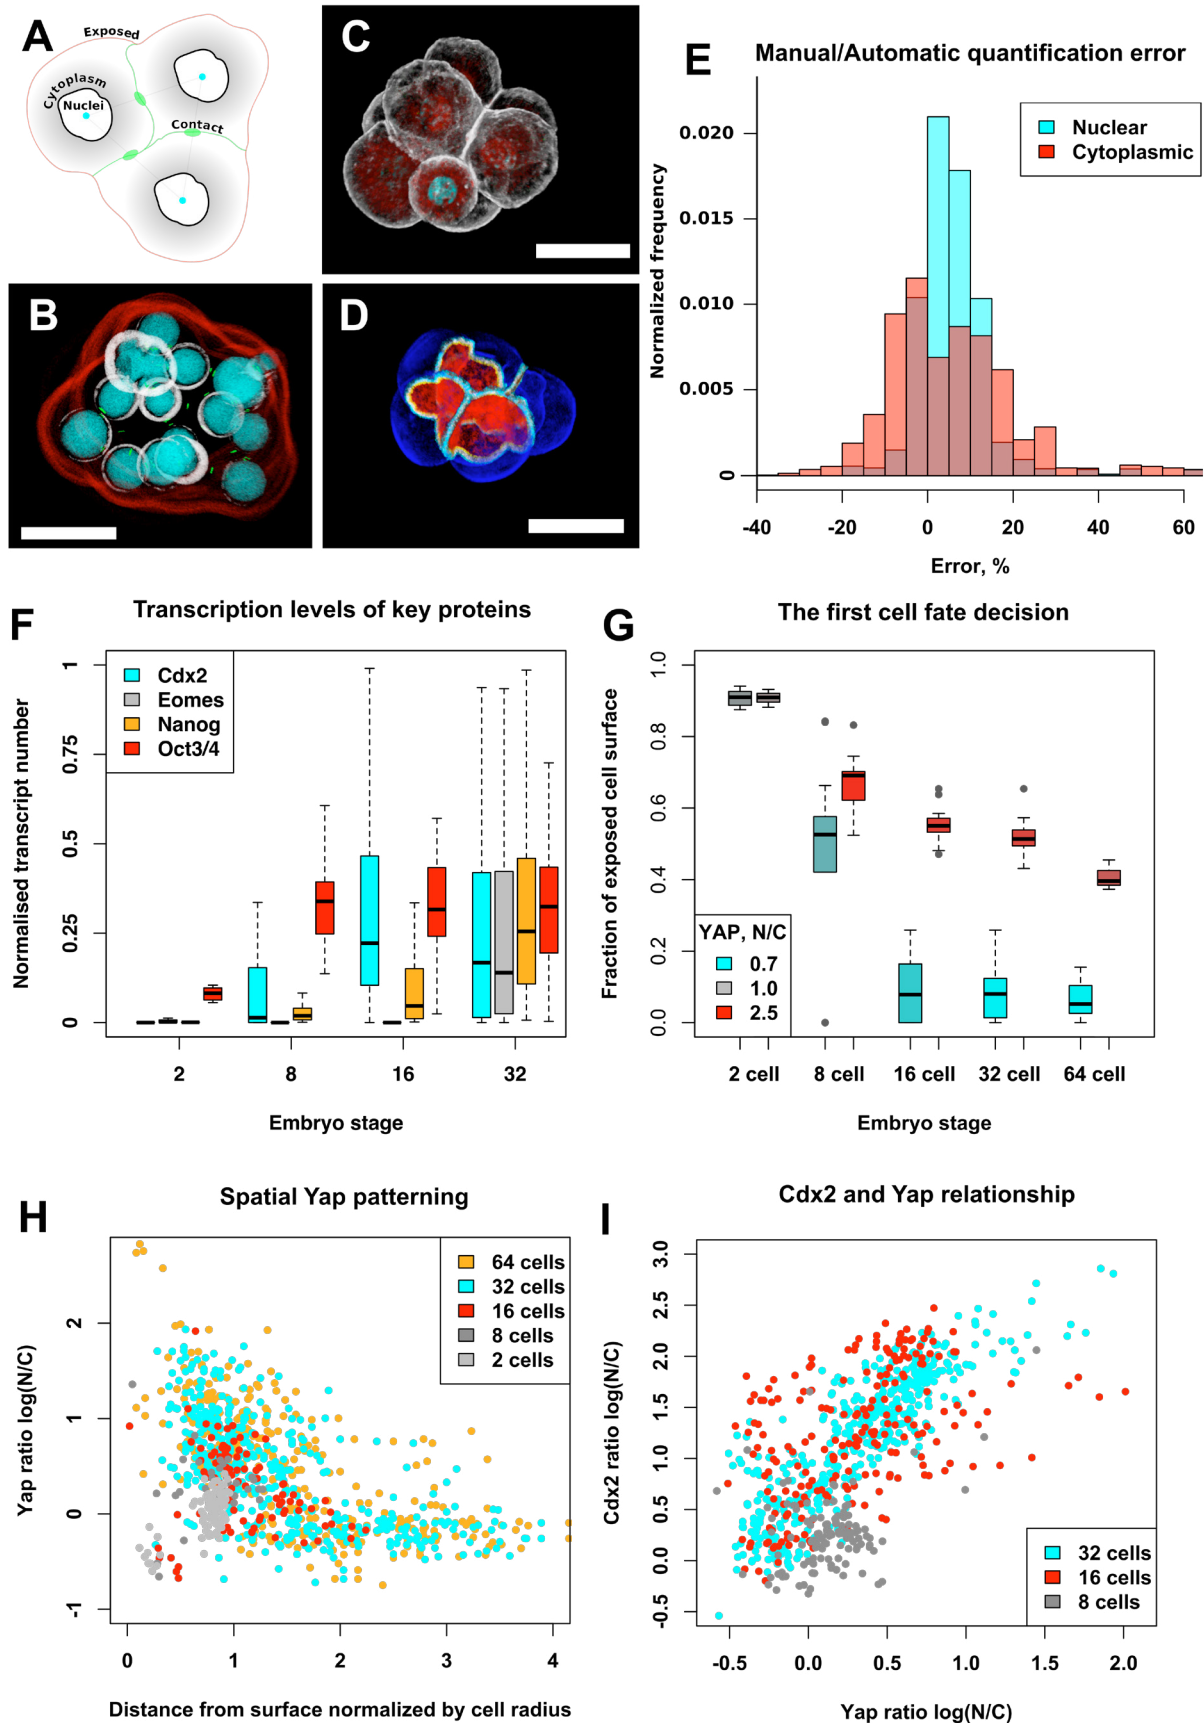 A
Exposed
Cytoplasm
Nuclei
Contact
B
C
D
E
Manual/Automatic quantification error
Normalized frequency
0.020
0.015
0.010
0.005
0
Nuclear
Cytoplasmic
-40 -20 0 20 40 60
Error, %
F
Transcription levels of key proteins
Normalised transcript number
1
0.75
0.5
0.25
0
Cdx2
Eomes
Nanog
Oct3/4
2 8 16 32
Embryo stage
G
The first cell fate decision
Fraction of exposed cell surface
1.0
0.8
0.6
0.4
0.2
0.0
YAP, N/C
0.7
1.0
2.5
2 cell 8 cell 16 cell 32 cell 64 cell
Embryo stage
H
Spatial Yap patterning
Yap ratio log(N/C)
2
1
0
-1
64 cells
32 cells
16 cells
8 cells
2 cells
0 1 2 3 4
Distance from surface normalized by cell radius
I
Cdx2 and Yap relationship
Cdx2 ratio log(N/C)
3.0
2.5
2.0
1.5
1.0
0.5
0.0
-0.5
32 cells
16 cells
8 cells
-0.5 0.0 0.5 1.0 1.5 2.0
Yap ratio log(N/C)